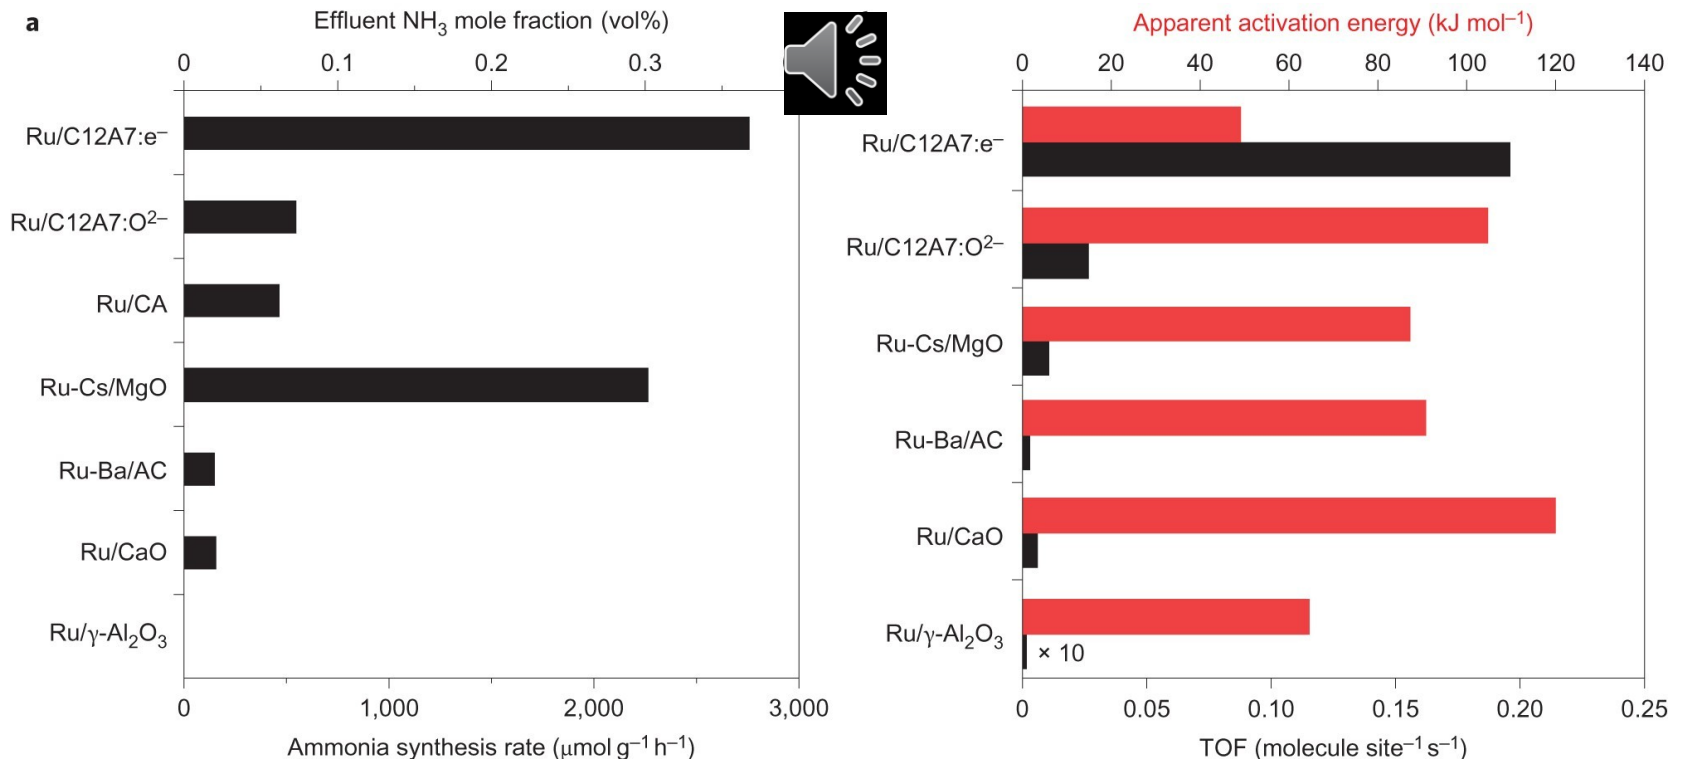 a
Effluent NH₃ mole fraction (vol%)
0 0.1 0.2 0.3
Ru/C12A7:e⁻
Ru/C12A7:O²⁻
Ru/CA
Ru-Cs/MgO
Ru-Ba/AC
Ru/CaO
Ru/γ-Al₂O₃
0 1,000 2,000 3,000
Ammonia synthesis rate (μmol g⁻¹ h⁻¹)
Apparent activation energy (kJ mol⁻¹)
0 20 40 60 80 100 120 140
Ru/C12A7:e⁻
Ru/C12A7:O²⁻
Ru-Cs/MgO
Ru-Ba/AC
Ru/CaO
Ru/γ-Al₂O₃
× 10
0 0.05 0.10 0.15 0.20 0.25
TOF (molecule site⁻¹ s⁻¹)